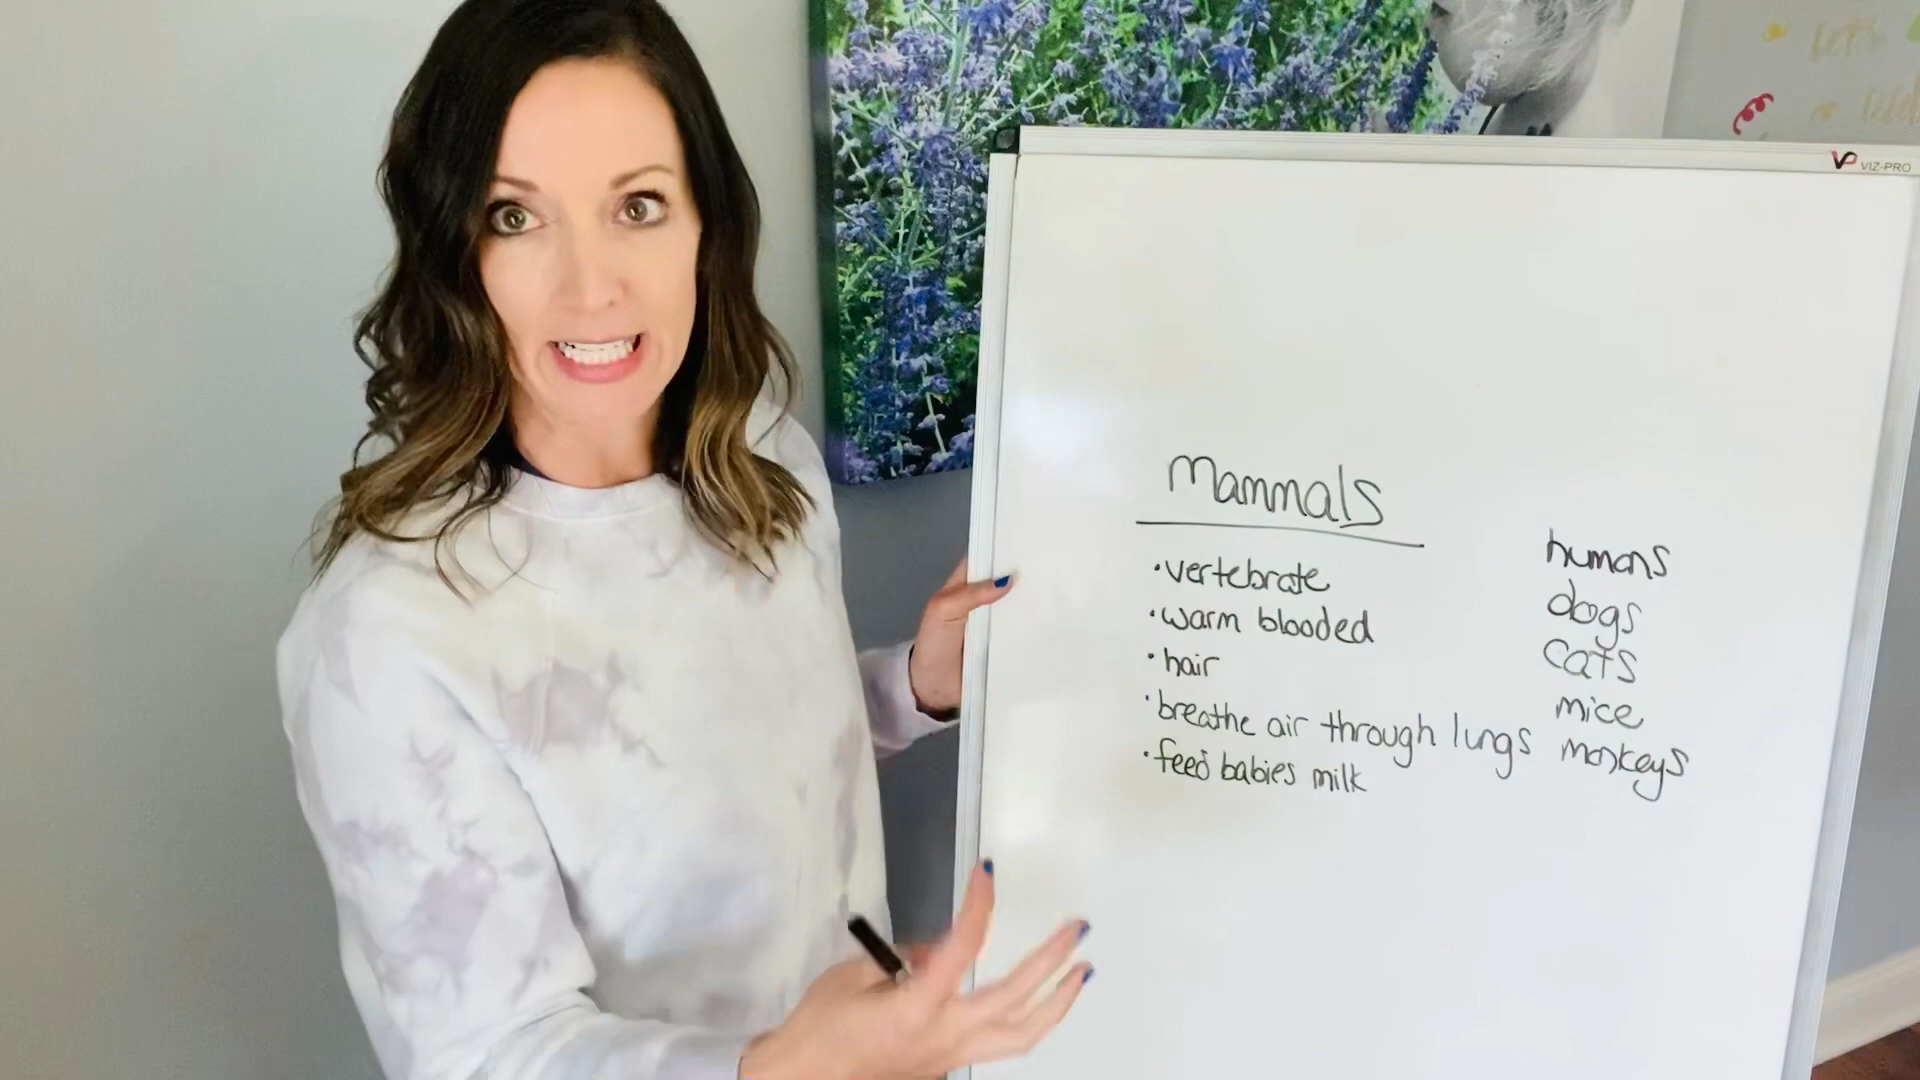 Let's
VIZ-PRO
Mammals
• vertebrate
• warm blooded
• hair
• breathe air through lungs
• feed babies milk
humans
dogs
cats
mice
monkeys